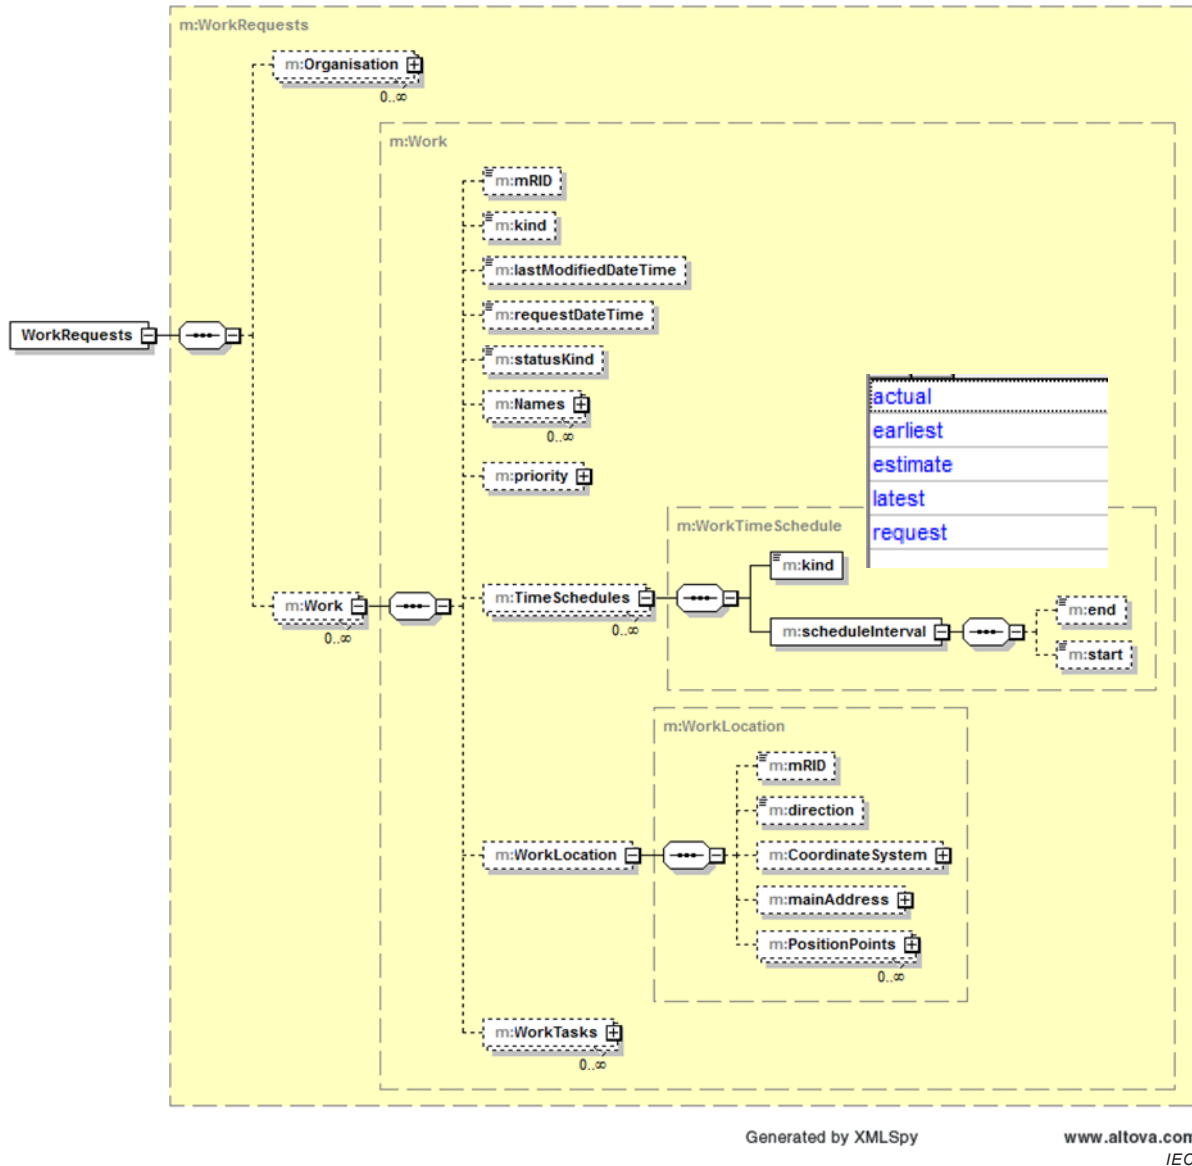 m:WorkRequests
m:Organisation
0..∞
m:Work
m:mRID
m:kind
m:lastModifiedDateTime
m:requestDateTime
WorkRequests
m:statusKind
m:Names
0..∞
m:priority
actual
earliest
estimate
latest
request
m:WorkTimeSchedule
m:kind
m:Work
0..∞
m:TimeSchedules
0..∞
m:scheduleInterval
m:end
m:start
m:WorkLocation
m:mRID
m:direction
m:WorkLocation
m:CoordinateSystem
m:mainAddress
m:PositionPoints
0..∞
m:WorkTasks
0..∞
Generated by XMLSpy
www.altova.com
IEC